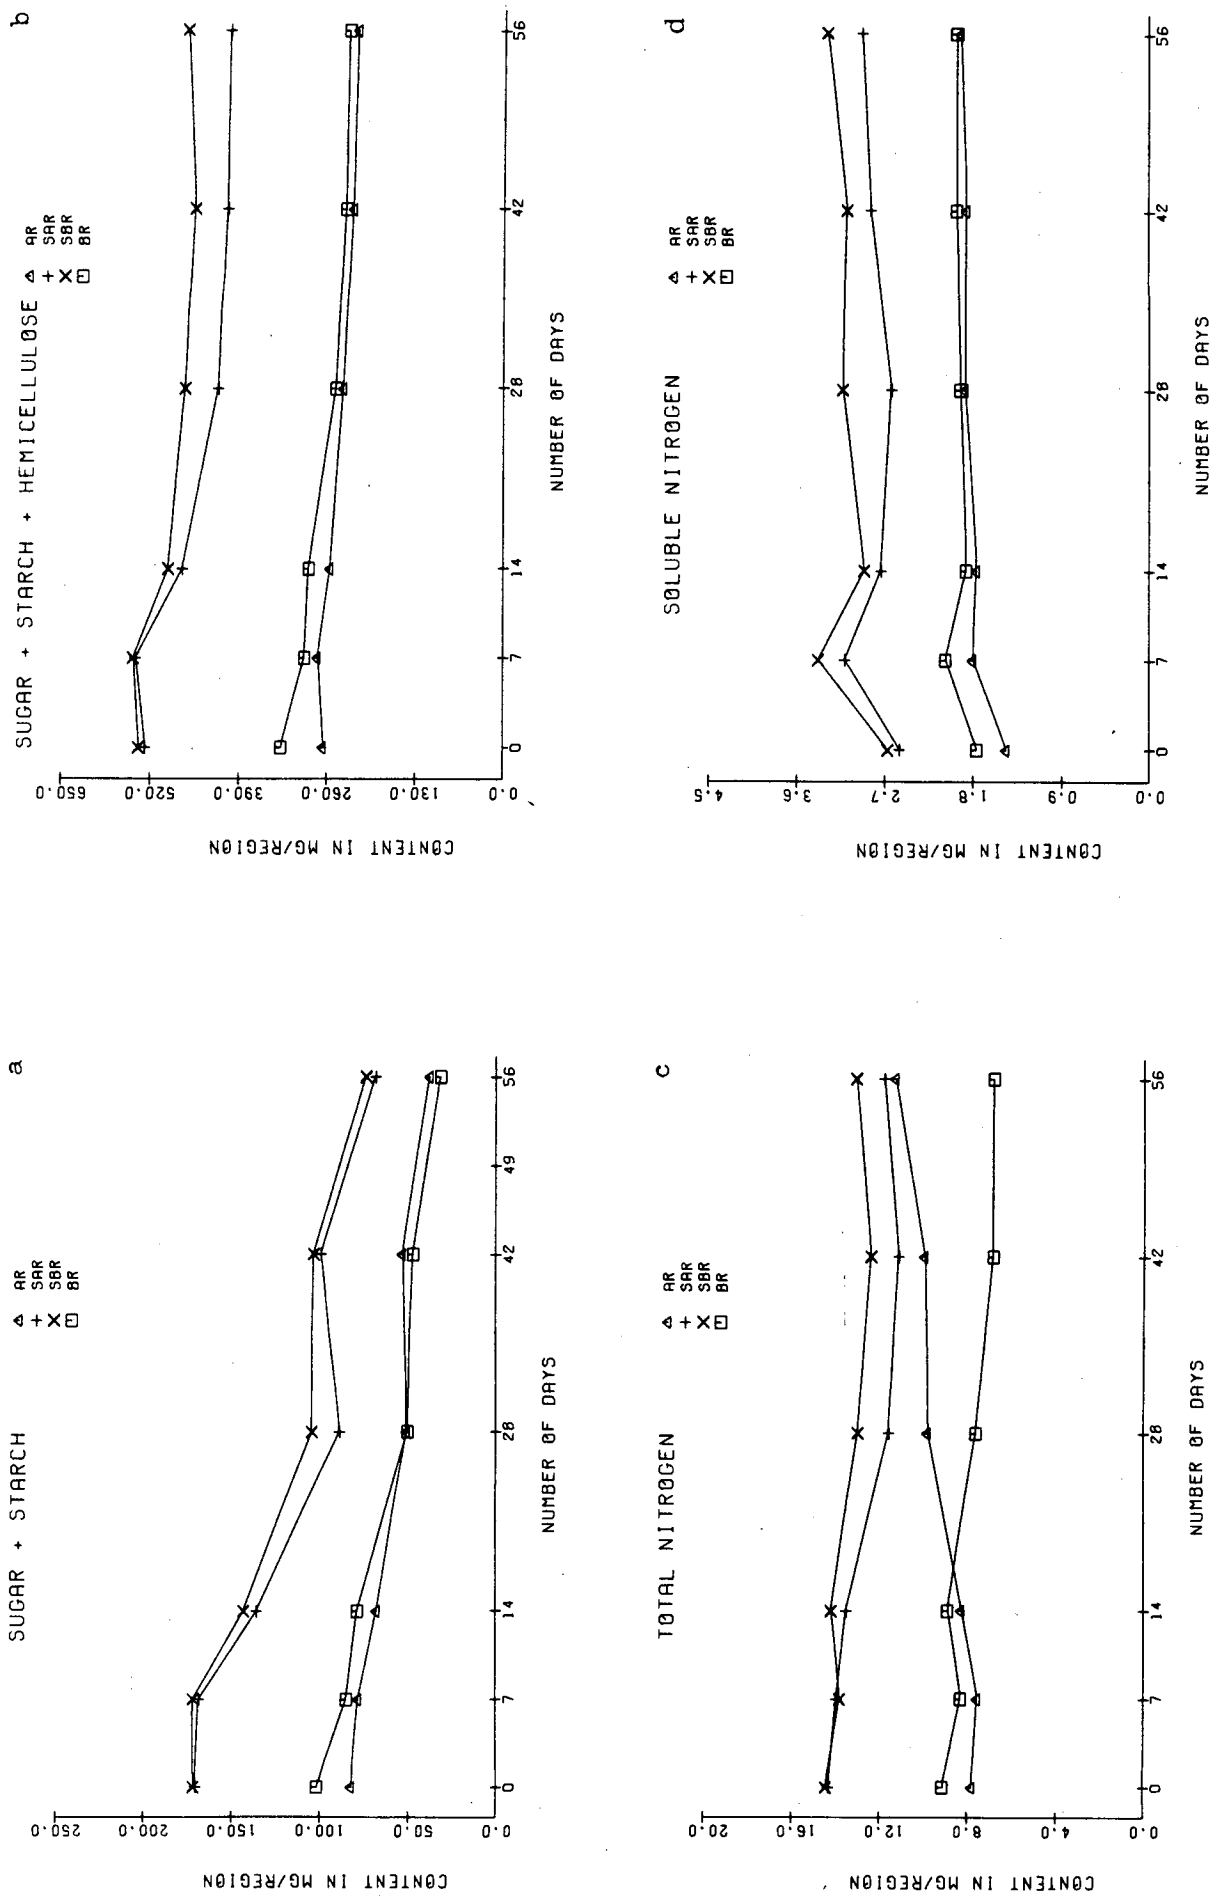 a
SUGAR + STARCH
AR
SAR
SBR
BR
CONTENT IN MG/REGION
250.0
200.0
150.0
100.0
50.0
0.0
0 7 14 28 42 49 56
NUMBER OF DAYS
b
SUGAR + STARCH + HEMICELLULOSE
AR
SAR
SBR
BR
CONTENT IN MG/REGION
650.0
520.0
390.0
260.0
130.0
0.0
0 7 14 28 42 56
NUMBER OF DAYS
c
TOTAL NITROGEN
AR
SAR
SBR
BR
CONTENT IN MG/REGION
20.0
16.0
12.0
8.0
4.0
0.0
0 7 14 28 42 56
NUMBER OF DAYS
d
SOLUBLE NITROGEN
AR
SAR
SBR
BR
CONTENT IN MG/REGION
4.5
3.6
2.7
1.8
0.9
0.0
0 7 14 28 42 56
NUMBER OF DAYS